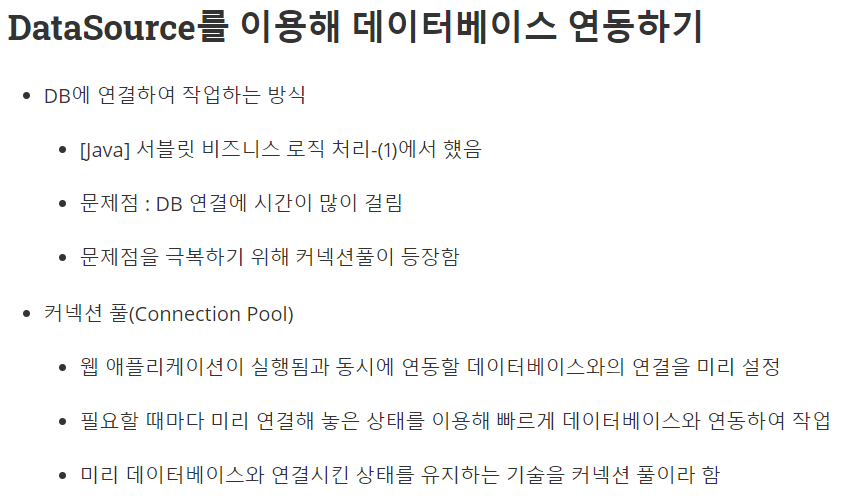 DataSource를 이용해 데이터베이스 연동하기
DB에 연결하여 작업하는 방식
[Java] 서블릿 비즈니스 로직 처리-(1)에서 헀음
문제점 : DB 연결에 시간이 많이 걸림
문제점을 극복하기 위해 커넥션풀이 등장함
커넥션 풀(Connection Pool)
웹 애플리케이션이 실행됨과 동시에 연동할 데이터베이스와의 연결을 미리 설정
필요할 때마다 미리 연결해 놓은 상태를 이용해 빠르게 데이터베이스와 연동하여 작업
미리 데이터베이스와 연결시킨 상태를 유지하는 기술을 커넥션 풀이라 함